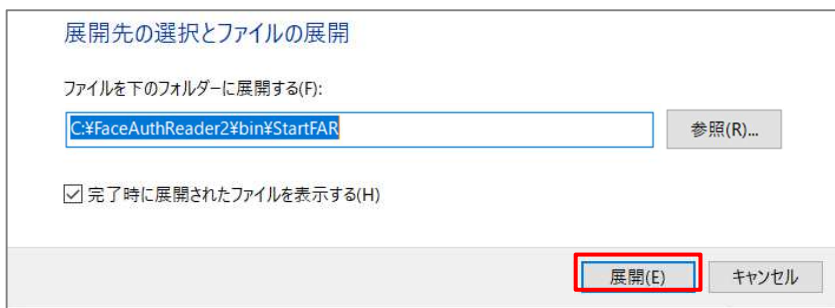 展開先の選択とファイルの展開
ファイルを下のフォルダーに展開する(F):
C:¥FaceAuthReader2¥bin¥StartFAR
参照(R)...
完了時に展開されたファイルを表示する(H)
展開(E)
キャンセル